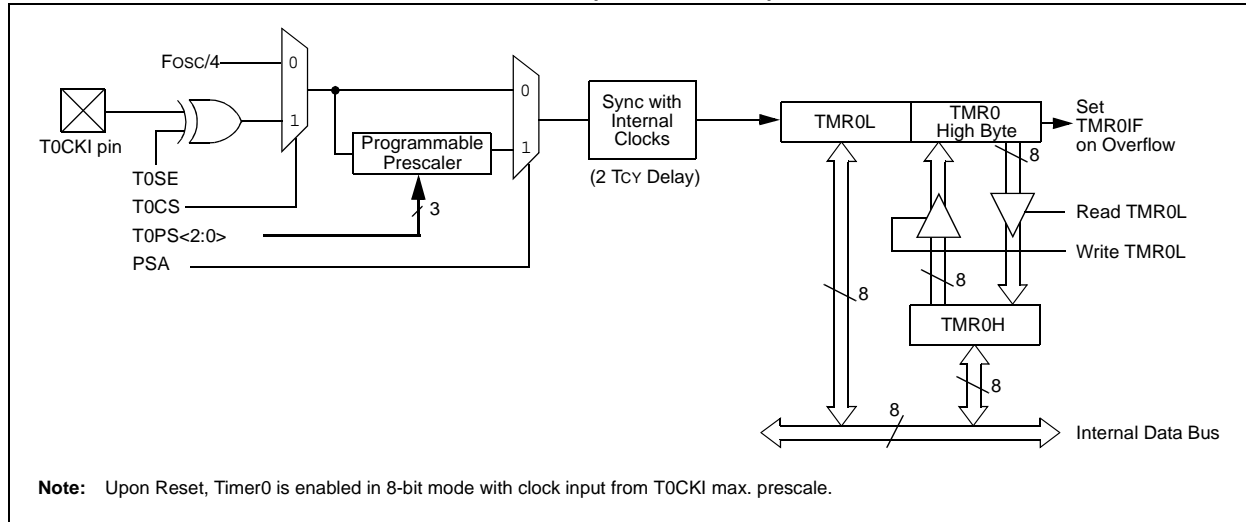 FOSC/4
0
1
T0CKI pin
T0SE
T0CS
T0PS<2:0>
PSA
Programmable
Prescaler
3
0
1
Sync with
Internal
Clocks
(2 TCY Delay)
TMR0L
TMR0
High Byte
Set
TMR0IF
on Overflow
8
Read TMR0L
Write TMR0L
8
8
TMR0H
8
8
Internal Data Bus
Note: Upon Reset, Timer0 is enabled in 8-bit mode with clock input from T0CKI max. prescale.